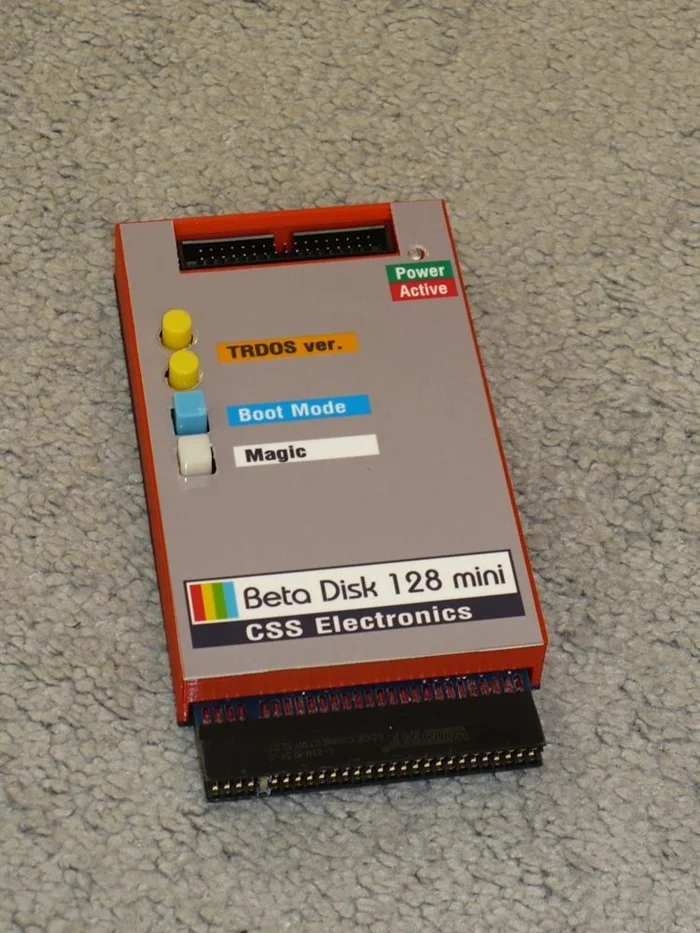 Power
Active
TRDOS ver.
Boot Mode
Magic
Beta Disk 128 mini
CSS Electronics